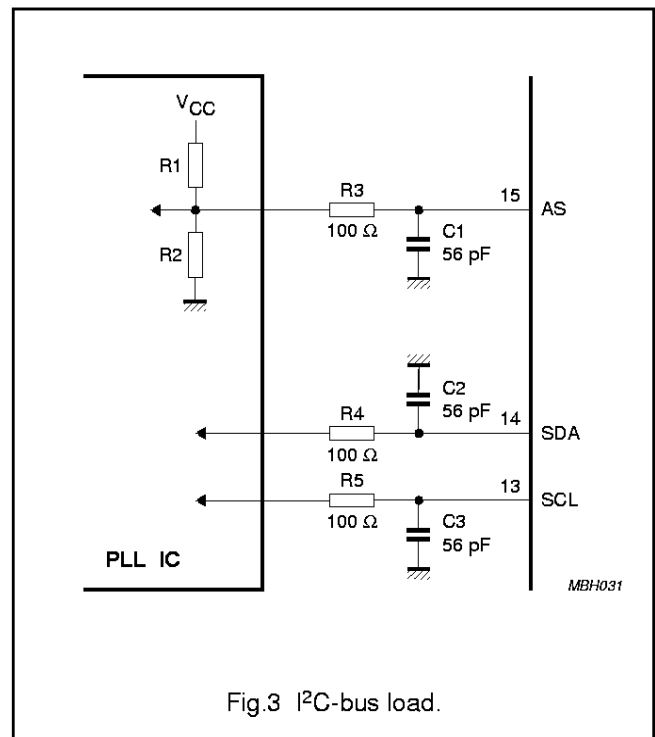 VCC
R1
R3
15
AS
100 Ω
C1
R2
56 pF
C2
56 pF
R4
14
SDA
100 Ω
R5
13
SCL
100 Ω
C3
56 pF
PLL IC
MBH031
Fig.3 I²C-bus load.